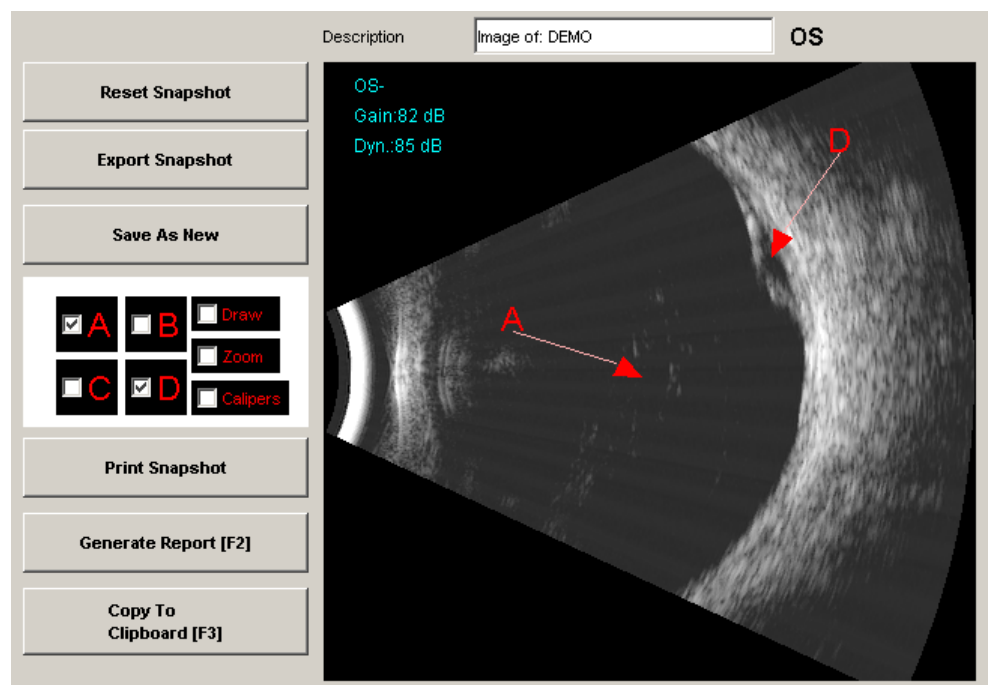 Description
Image of: DEMO
OS
Reset Snapshot
Export Snapshot
Save As New
A
B
Draw
Zoom
C
D
Calipers
Print Snapshot
Generate Report [F2]
Copy To
Clipboard [F3]
OS-
Gain:82 dB
Dyn.:85 dB
D
A